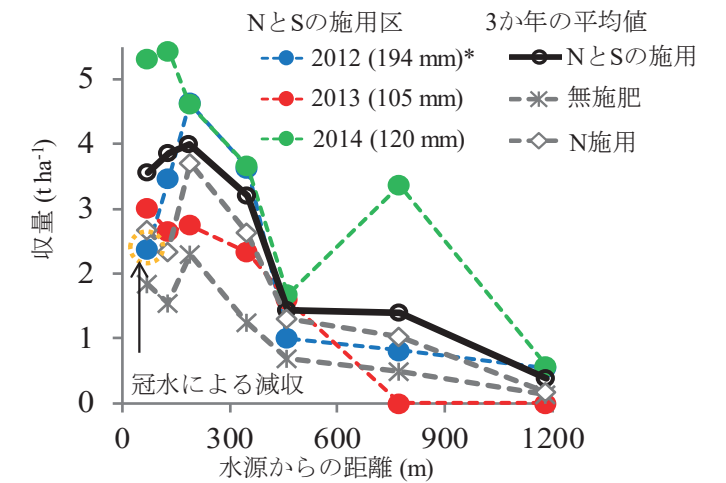 NとSの施用区
2012 (194 mm)*
2013 (105 mm)
2014 (120 mm)
3か年の平均値
NとSの施用
無施肥
N施用
収量 (t ha-1)
5
4
3
2
1
0
冠水による減収
0 300 600 900 1200
水源からの距離 (m)